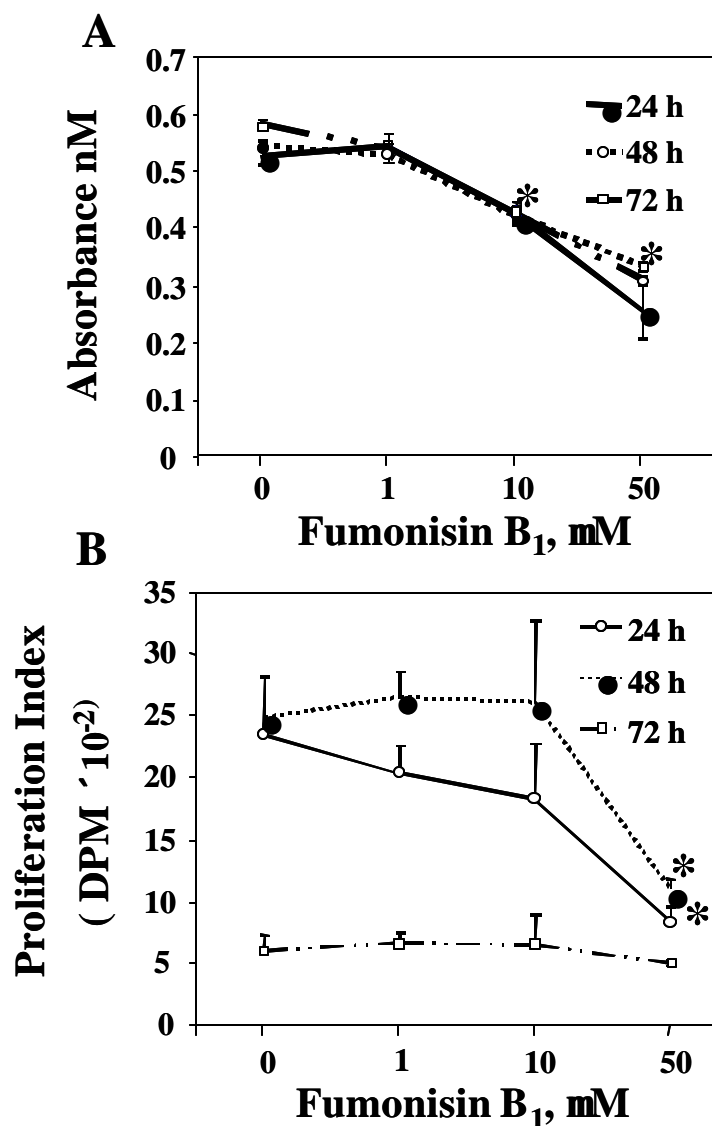 A
Absorbance nM
0.7
0.6
0.5
0.4
0.3
0.2
0.1
0
24 h
48 h
72 h
*
*
0 1 10 50
Fumonisin B₁, mM
B
Proliferation Index
( DPM ´10⁻²)
35
30
25
20
15
10
5
0
24 h
48 h
72 h
*
*
0 1 10 50
Fumonisin B₁, mM